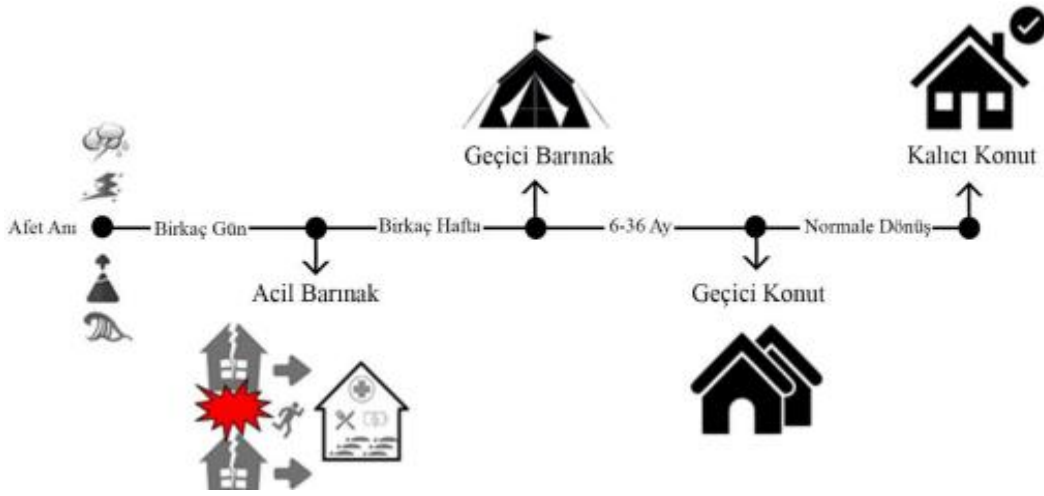 Geçici Barınak
Kalıcı Konut
Afet Anı
Birkaç Gün
Birkaç Hafta
6-36 Ay
Normale Dönüş
Acil Barınak
Geçici Konut